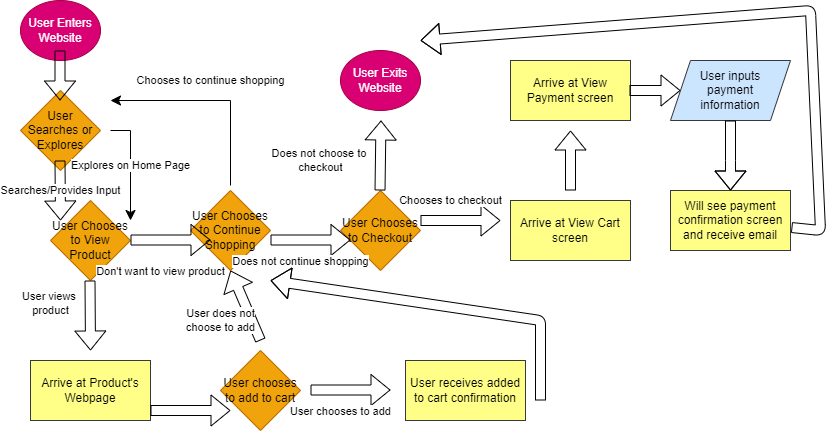 User Enters
Website
Chooses to continue shopping
User
Searches or
Explores
Explores on Home Page
Searches/Provides Input
User Chooses
to View
Product
Don't want to view product
User views
product
Arrive at Product's
Webpage
User Chooses
to Continue
Shopping
Does not continue shopping
User does not
choose to add
User chooses
to add to cart
User chooses to add
User receives added
to cart confirmation
User Exits
Website
Does not choose to
checkout
User Chooses
to Checkout
Chooses to checkout
Arrive at View Cart
screen
Arrive at View
Payment screen
User inputs
payment
information
Will see payment
confirmation screen
and receive email